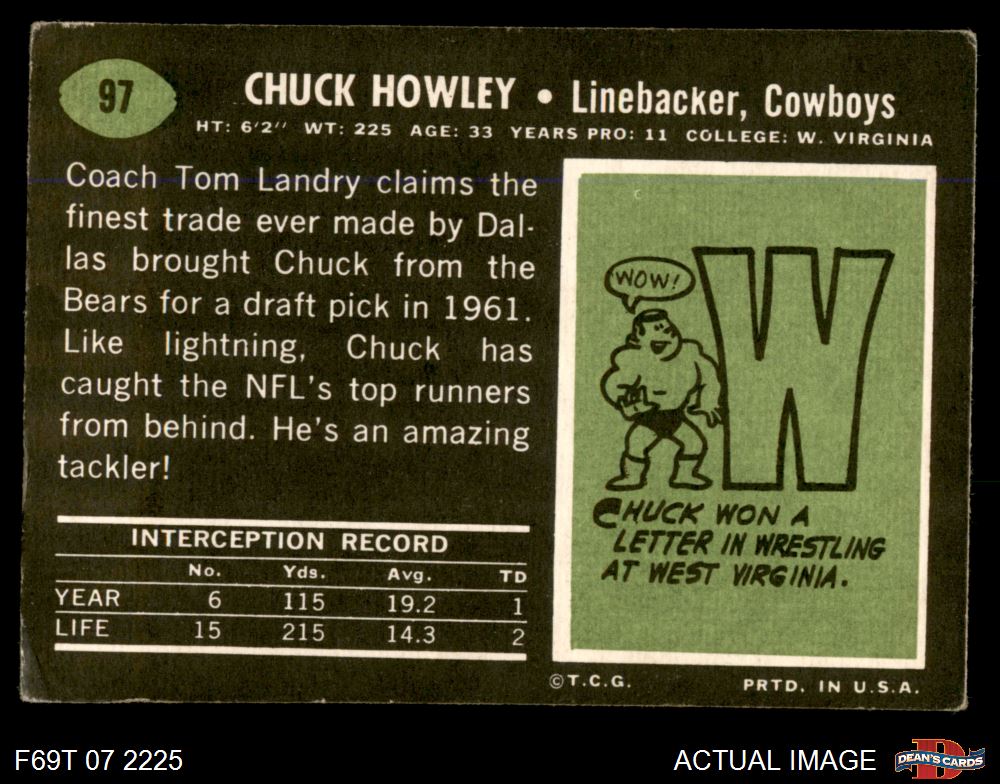 97
CHUCK HOWLEY • Linebacker, Cowboys
HT: 6'2" WT: 225 AGE: 33 YEARS PRO: 11 COLLEGE: W. VIRGINIA
Coach Tom Landry claims the
finest trade ever made by Dal-
las brought Chuck from the
Bears for a draft pick in 1961.
Like lightning, Chuck has
caught the NFL's top runners
from behind. He's an amazing
tackler!
INTERCEPTION RECORD
No. Yds. Avg. TD
YEAR 6 115 19.2 1
LIFE 15 215 14.3 2
WOW!
W
CHUCK WON A
LETTER IN WRESTLING
AT WEST VIRGINIA.
©T.C.G. PRTD. IN U.S.A.
F69T 07 2225 ACTUAL IMAGE
D
DEAN'S CARDS